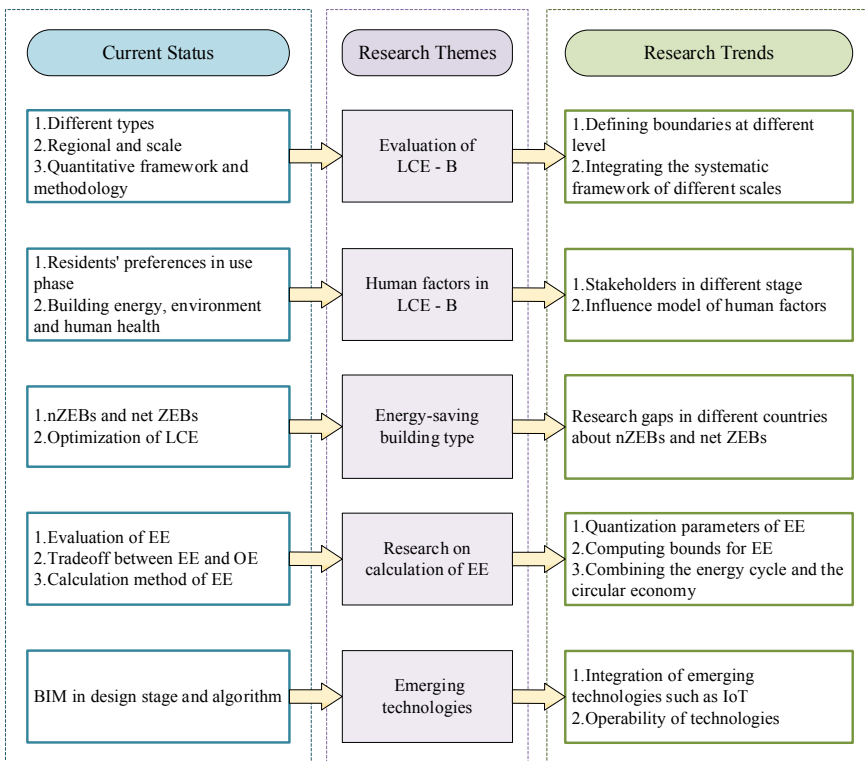 Current Status
Research Themes
Research Trends
1.Different types
2.Regional and scale
3.Quantitative framework and
methodology
Evaluation of
LCE - B
1.Defining boundaries at different
level
2.Integrating the systematic
framework of different scales
1.Residents' preferences in use
phase
2.Building energy, environment
and human health
Human factors in
LCE - B
1.Stakeholders in different stage
2.Influence model of human factors
1.nZEBs and net ZEBs
2.Optimization of LCE
Energy-saving
building type
Research gaps in different countries
about nZEBs and net ZEBs
1.Evaluation of EE
2.Tradeoff between EE and OE
3.Calculation method of EE
Research on
calculation of EE
1.Quantization parameters of EE
2.Computing bounds for EE
3.Combining the energy cycle and the
circular economy
BIM in design stage and algorithm
Emerging
technologies
1.Integration of emerging
technologies such as IoT
2.Operability of technologies